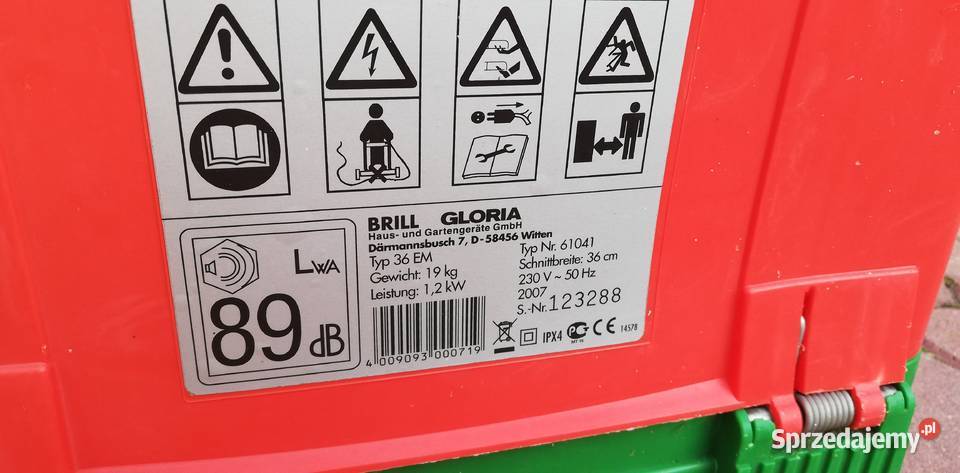 BRILL GLORIA
Haus- und Gartengeräte GmbH
Därmannsbusch 7, D-58456 Witten
Typ 36 EM
Typ Nr. 61041
Gewicht: 19 kg
Schnittbreite: 36 cm
Leistung: 1,2 kW
230 V ~ 50 Hz
2007
S.-Nr. 123288
LWA
89 dB
4 009093 000719
IPX4
CE
14578
Sprzedajemy.pl